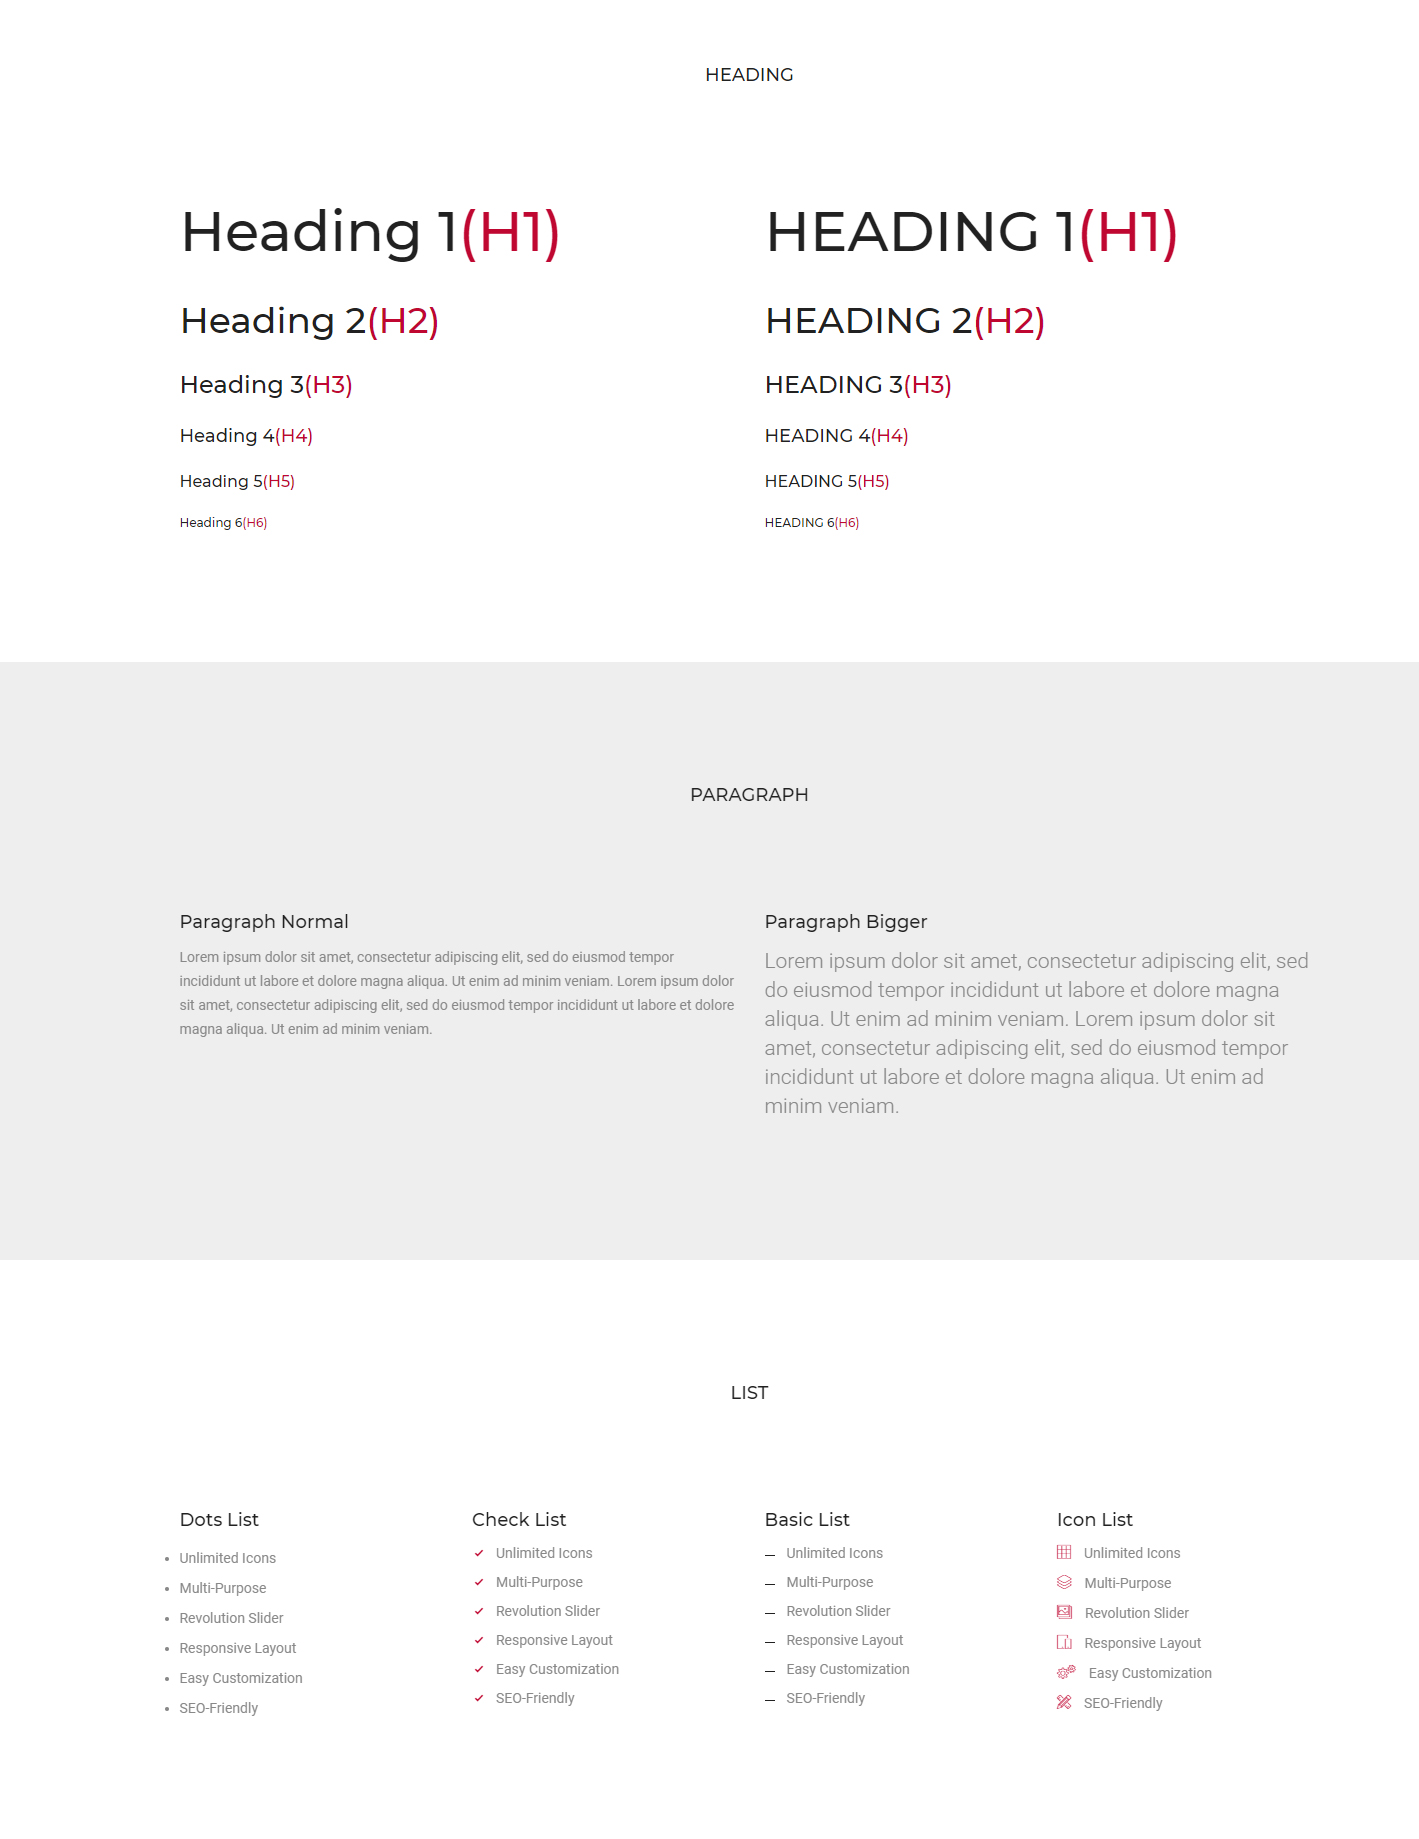 HEADING
Heading 1(H1)
Heading 2(H2)
Heading 3(H3)
Heading 4(H4)
Heading 5(H5)
Heading 6(H6)
HEADING 1(H1)
HEADING 2(H2)
HEADING 3(H3)
HEADING 4(H4)
HEADING 5(H5)
HEADING 6(H6)
PARAGRAPH
Paragraph Normal
Lorem ipsum dolor sit amet, consectetur adipiscing elit, sed do eiusmod tempor
incididunt ut labore et dolore magna aliqua. Ut enim ad minim veniam. Lorem ipsum dolor
sit amet, consectetur adipiscing elit, sed do eiusmod tempor incididunt ut labore et dolore
magna aliqua. Ut enim ad minim veniam.
Paragraph Bigger
Lorem ipsum dolor sit amet, consectetur adipiscing elit, sed
do eiusmod tempor incididunt ut labore et dolore magna
aliqua. Ut enim ad minim veniam. Lorem ipsum dolor sit
amet, consectetur adipiscing elit, sed do eiusmod tempor
incididunt ut labore et dolore magna aliqua. Ut enim ad
minim veniam.
LIST
Dots List
Unlimited Icons
Multi-Purpose
Revolution Slider
Responsive Layout
Easy Customization
SEO-Friendly
Check List
Unlimited Icons
Multi-Purpose
Revolution Slider
Responsive Layout
Easy Customization
SEO-Friendly
Basic List
Unlimited Icons
Multi-Purpose
Revolution Slider
Responsive Layout
Easy Customization
SEO-Friendly
Icon List
Unlimited Icons
Multi-Purpose
Revolution Slider
Responsive Layout
Easy Customization
SEO-Friendly